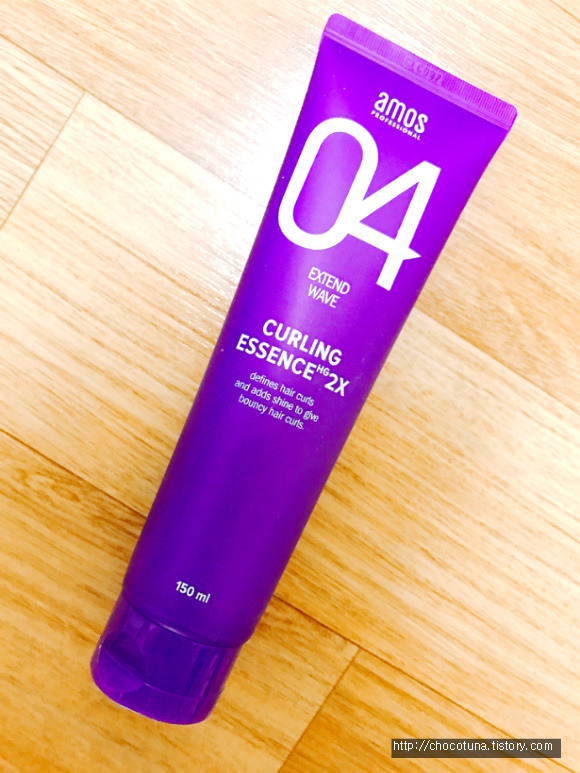 amos
PROFESSIONAL
04
EXTEND
WAVE
CURLING
ESSENCE HG 2X
defines hair curls
and adds shine to give
bouncy hair curls.
150 ml
http://chocotuna.tistory.com